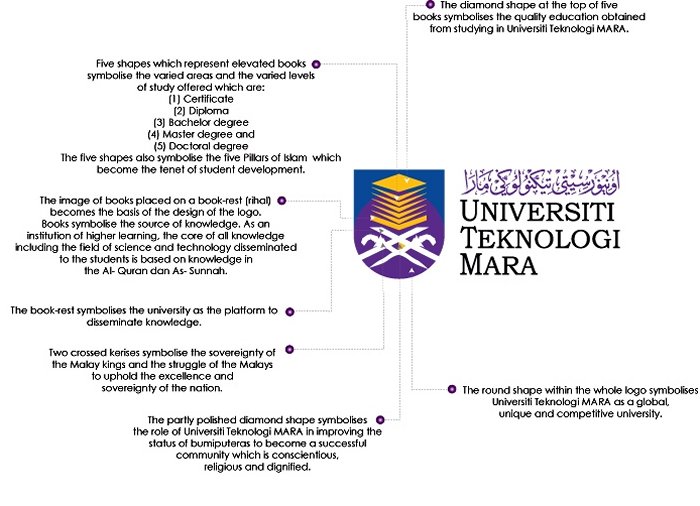 The diamond shape at the top of five
books symbolises the quality education obtained
from studying in Universiti Teknologi MARA.
Five shapes which represent elevated books
symbolise the varied areas and the varied levels
of study offered which are:
(1) Certificate
(2) Diploma
(3) Bachelor degree
(4) Master degree and
(5) Doctoral degree
The five shapes also symbolise the five Pillars of Islam which
become the tenet of student development.
The image of books placed on a book-rest (rihal)
becomes the basis of the design of the logo.
Books symbolise the source of knowledge. As an
institution of higher learning, the core of all knowledge
including the field of science and technology disseminated
to the students is based on knowledge in
the Al- Quran dan As- Sunnah.
اونيۏرسيتي تيكنولوڬي مارا
UNIVERSITI
TEKNOLOGI
MARA
The book-rest symbolises the university as the platform to
disseminate knowledge.
Two crossed kerises symbolise the sovereignty of
the Malay kings and the struggle of the Malays
to uphold the excellence and
sovereignty of the nation.
The round shape within the whole logo symbolises
Universiti Teknologi MARA as a global,
unique and competitive university.
The partly polished diamond shape symbolises
the role of Universiti Teknologi MARA in improving the
status of bumiputeras to become a successful
community which is conscientious,
religious and dignified.